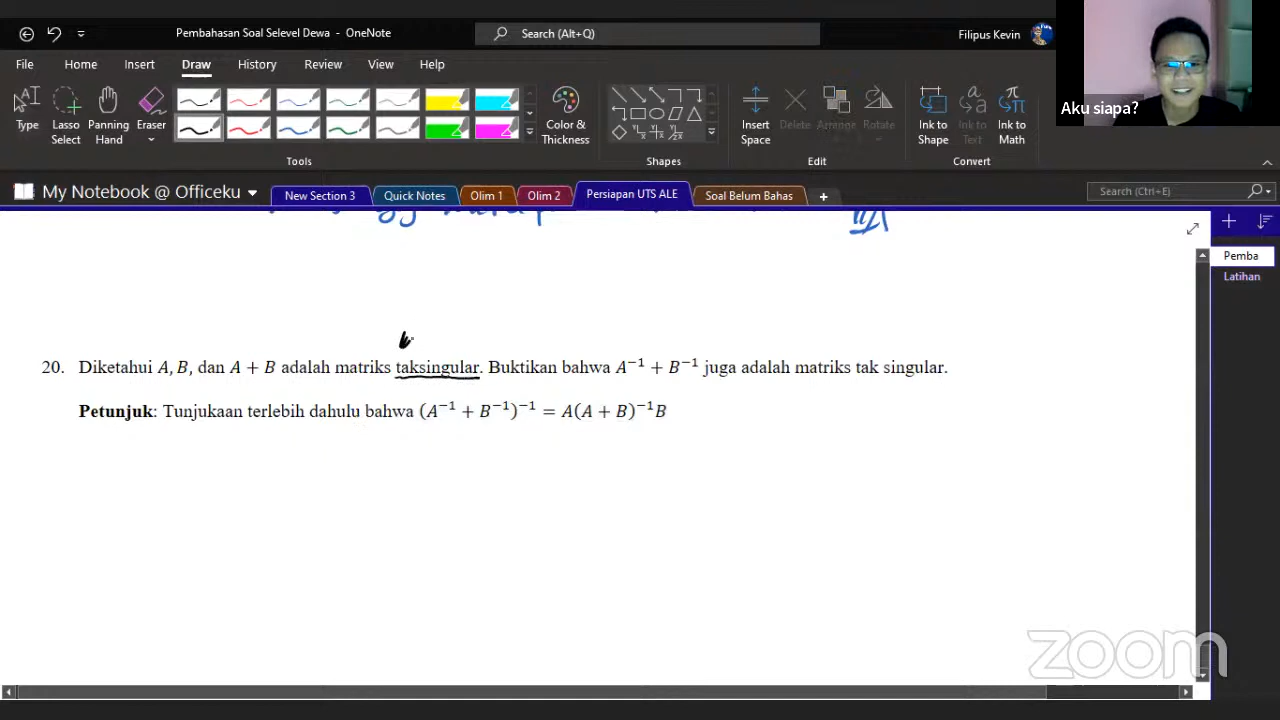 Pembahasan Soal Selevel Dewa - OneNote
Search (Alt+Q)
Filipus Kevin
Aku siapa?
File Home Insert Draw History Review View Help
Type
Lasso Select
Panning Hand
Eraser
Color & Thickness
Insert Space
Delete
Arrange
Rotate
Ink to Shape
Ink to Text
Ink to Math
Tools Shapes Edit Convert
My Notebook @ Officeku
New Section 3 Quick Notes Olim 1 Olim 2 Persiapan UTS ALE Soal Belum Bahas
Search (Ctrl+E)
Pemba
Latihan
20. Diketahui A, B, dan A + B adalah matriks taksingular. Buktikan bahwa A⁻¹ + B⁻¹ juga adalah matriks tak singular.
Petunjuk: Tunjukaan terlebih dahulu bahwa (A⁻¹ + B⁻¹)⁻¹ = A(A + B)⁻¹B
zoom